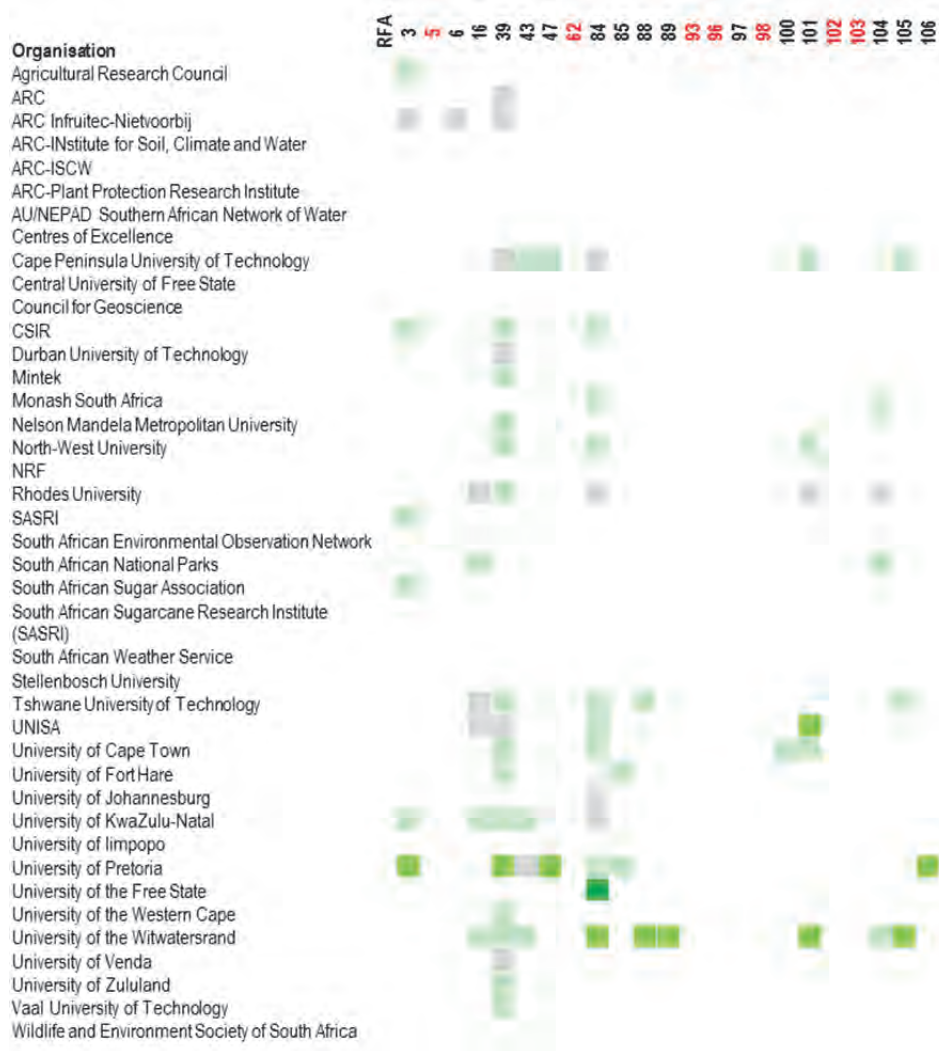 RFA 3 5 6 16 39 43 47 62 84 85 88 89 93 96 97 98 100 101 102 103 104 105 106
Organisation
Agricultural Research Council
ARC
ARC Infruitec-Nietvoorbij
ARC-INstitute for Soil, Climate and Water
ARC-ISCW
ARC-Plant Protection Research Institute
AU/NEPAD Southern African Network of Water
Centres of Excellence
Cape Peninsula University of Technology
Central University of Free State
Council for Geoscience
CSIR
Durban University of Technology
Mintek
Monash South Africa
Nelson Mandela Metropolitan University
North-West University
NRF
Rhodes University
SASRI
South African Environmental Observation Network
South African National Parks
South African Sugar Association
South African Sugarcane Research Institute
(SASRI)
South African Weather Service
Stellenbosch University
Tshwane University of Technology
UNISA
University of Cape Town
University of Fort Hare
University of Johannesburg
University of KwaZulu-Natal
University of limpopo
University of Pretoria
University of the Free State
University of the Western Cape
University of the Witwatersrand
University of Venda
University of Zululand
Vaal University of Technology
Wildlife and Environment Society of South Africa